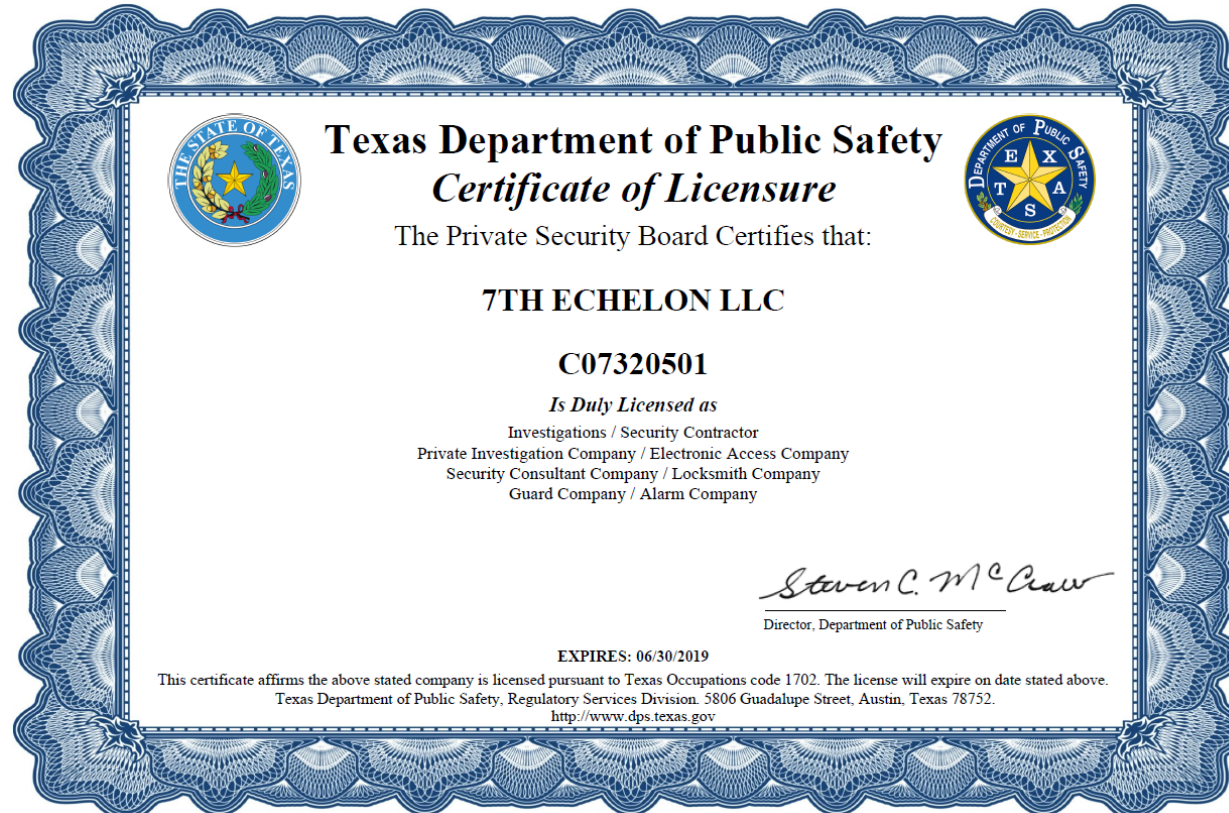 THE STATE OF TEXAS
Texas Department of Public Safety
Certificate of Licensure
The Private Security Board Certifies that:
DEPARTMENT OF PUBLIC SAFETY
TEXAS
COURTESY - SERVICE - PROTECTION
7TH ECHELON LLC
C07320501
Is Duly Licensed as
Investigations / Security Contractor
Private Investigation Company / Electronic Access Company
Security Consultant Company / Locksmith Company
Guard Company / Alarm Company
Steven C. McCraw
Director, Department of Public Safety
EXPIRES: 06/30/2019
This certificate affirms the above stated company is licensed pursuant to Texas Occupations code 1702. The license will expire on date stated above.
Texas Department of Public Safety, Regulatory Services Division. 5806 Guadalupe Street, Austin, Texas 78752.
http://www.dps.texas.gov